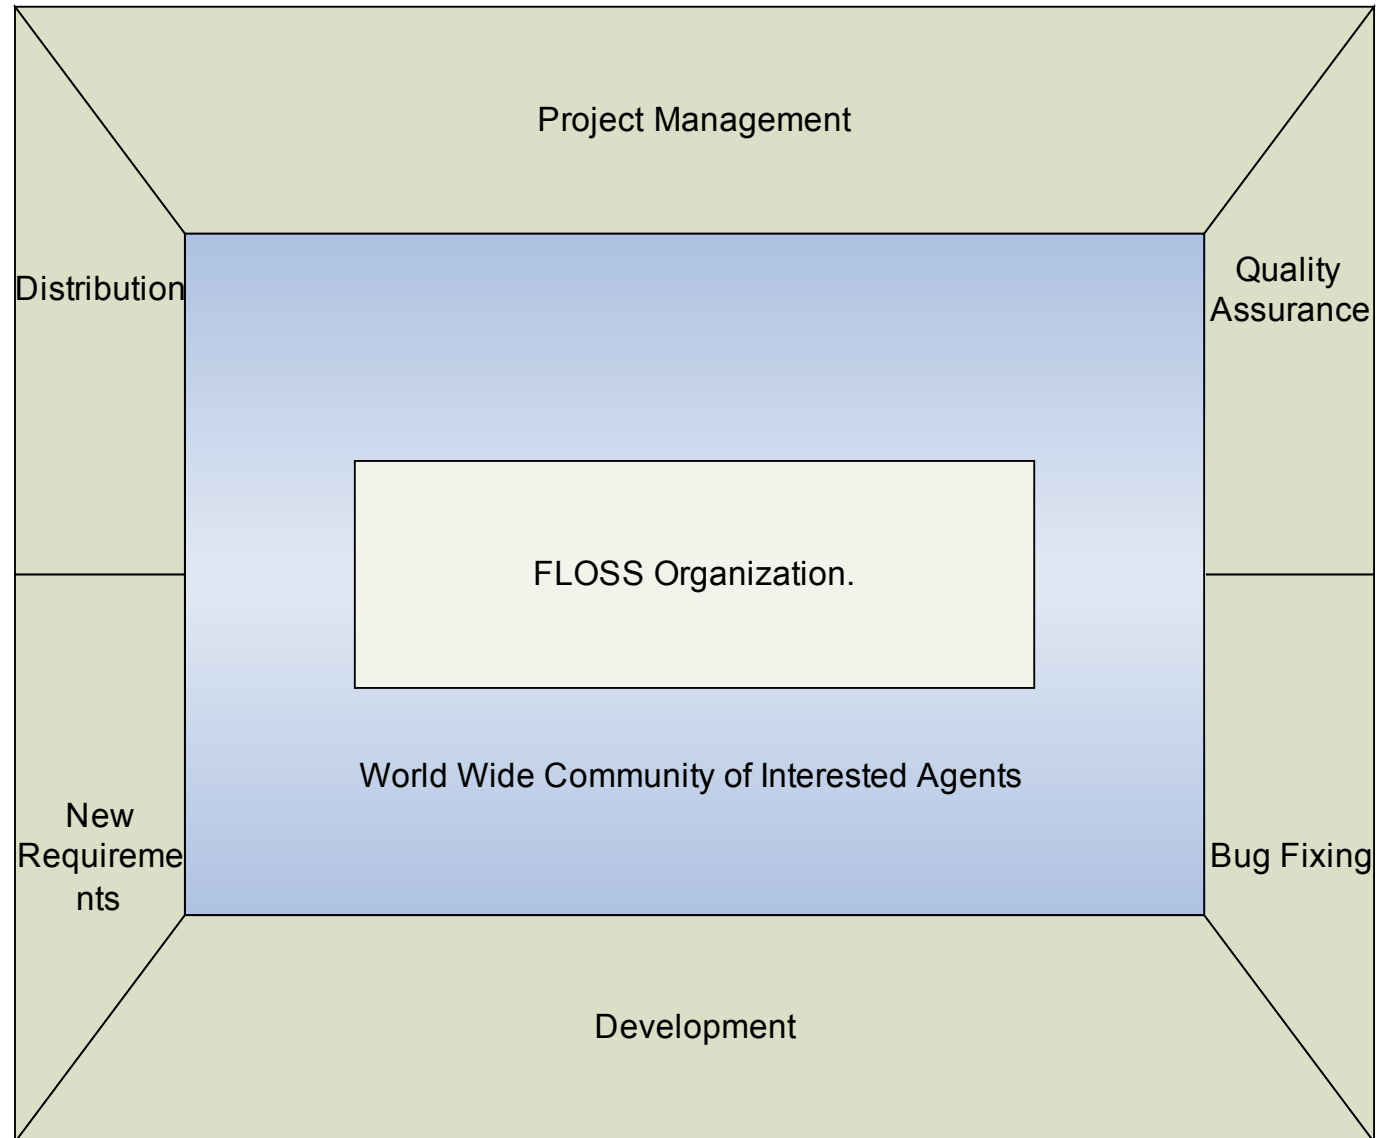 Project Management
Distribution
Quality
Assurance
FLOSS Organization.
World Wide Community of Interested Agents
New
Requireme
nts
Bug Fixing
Development